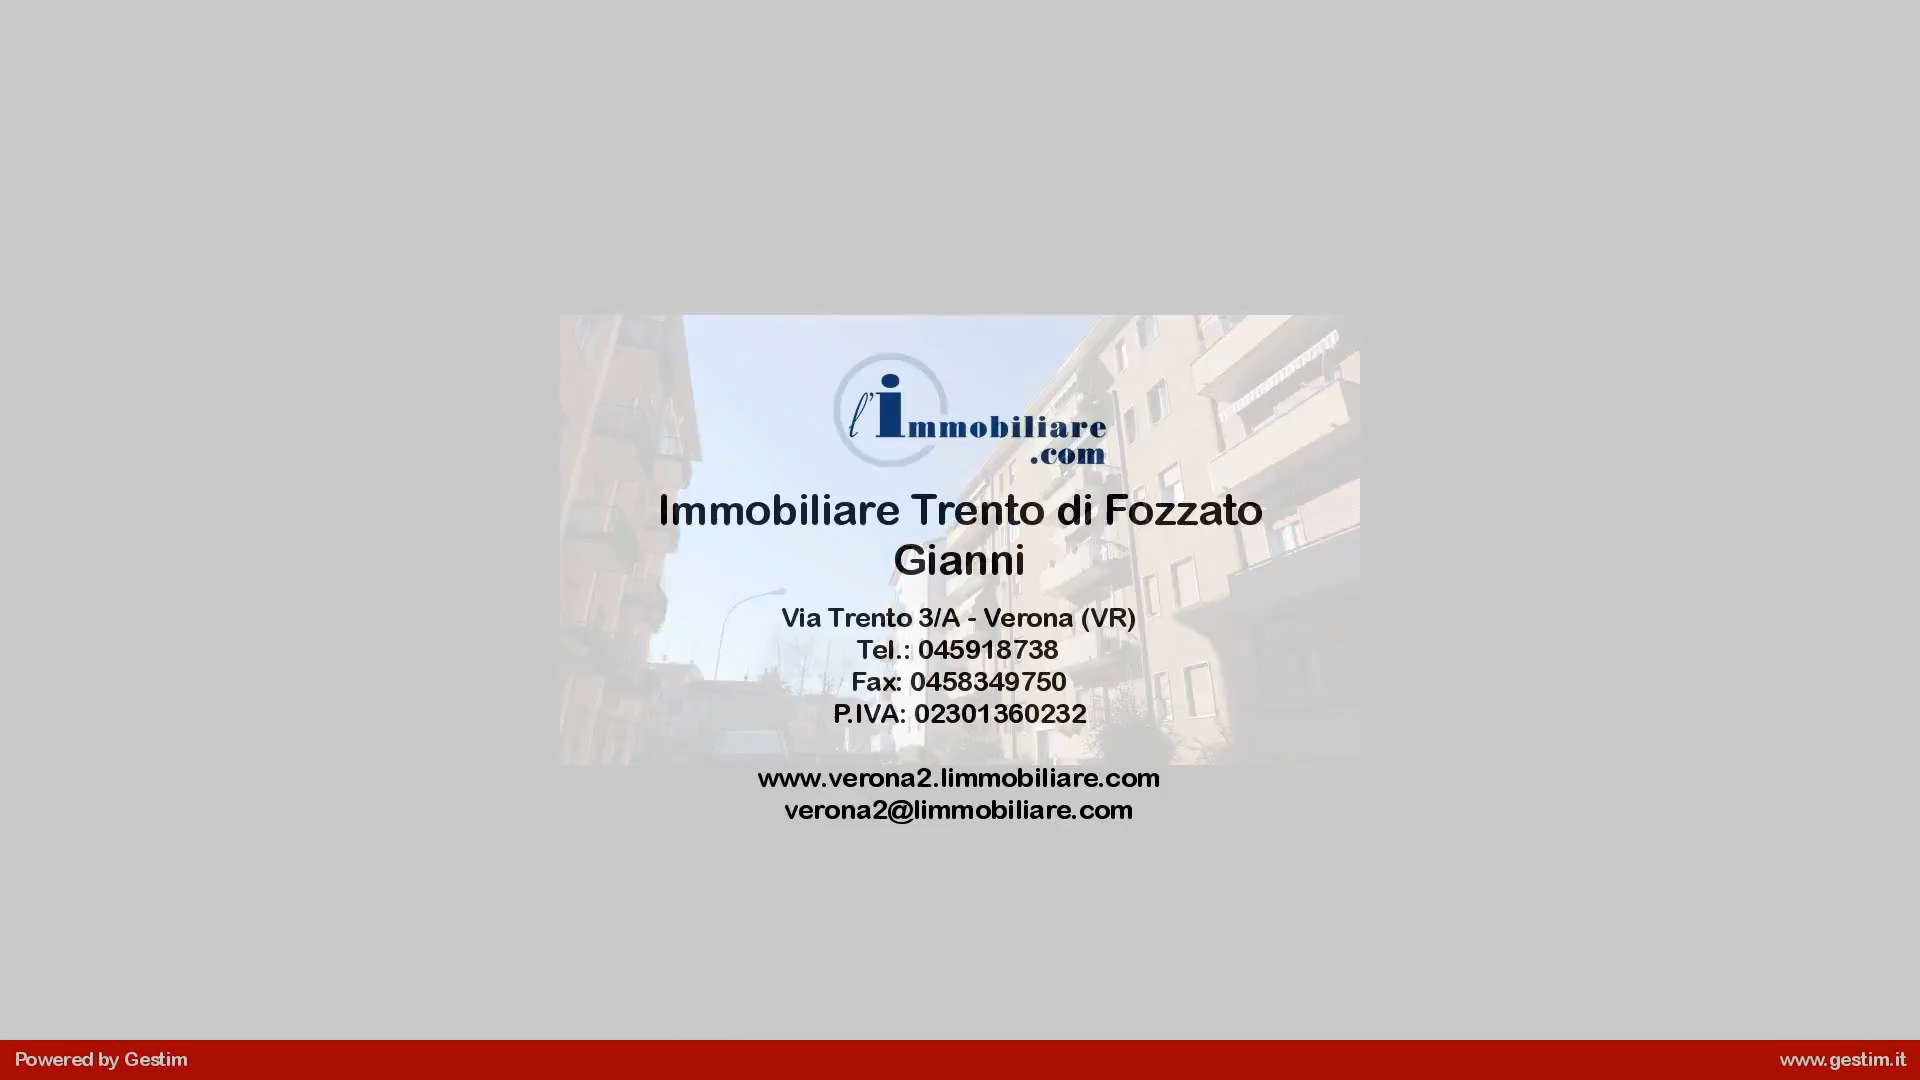 l'immobiliare
.com
Immobiliare Trento di Fozzato
Gianni
Via Trento 3/A - Verona (VR)
Tel.: 045918738
Fax: 0458349750
P.IVA: 02301360232
www.verona2.limmobiliare.com
verona2@limmobiliare.com
Powered by Gestim
www.gestim.it